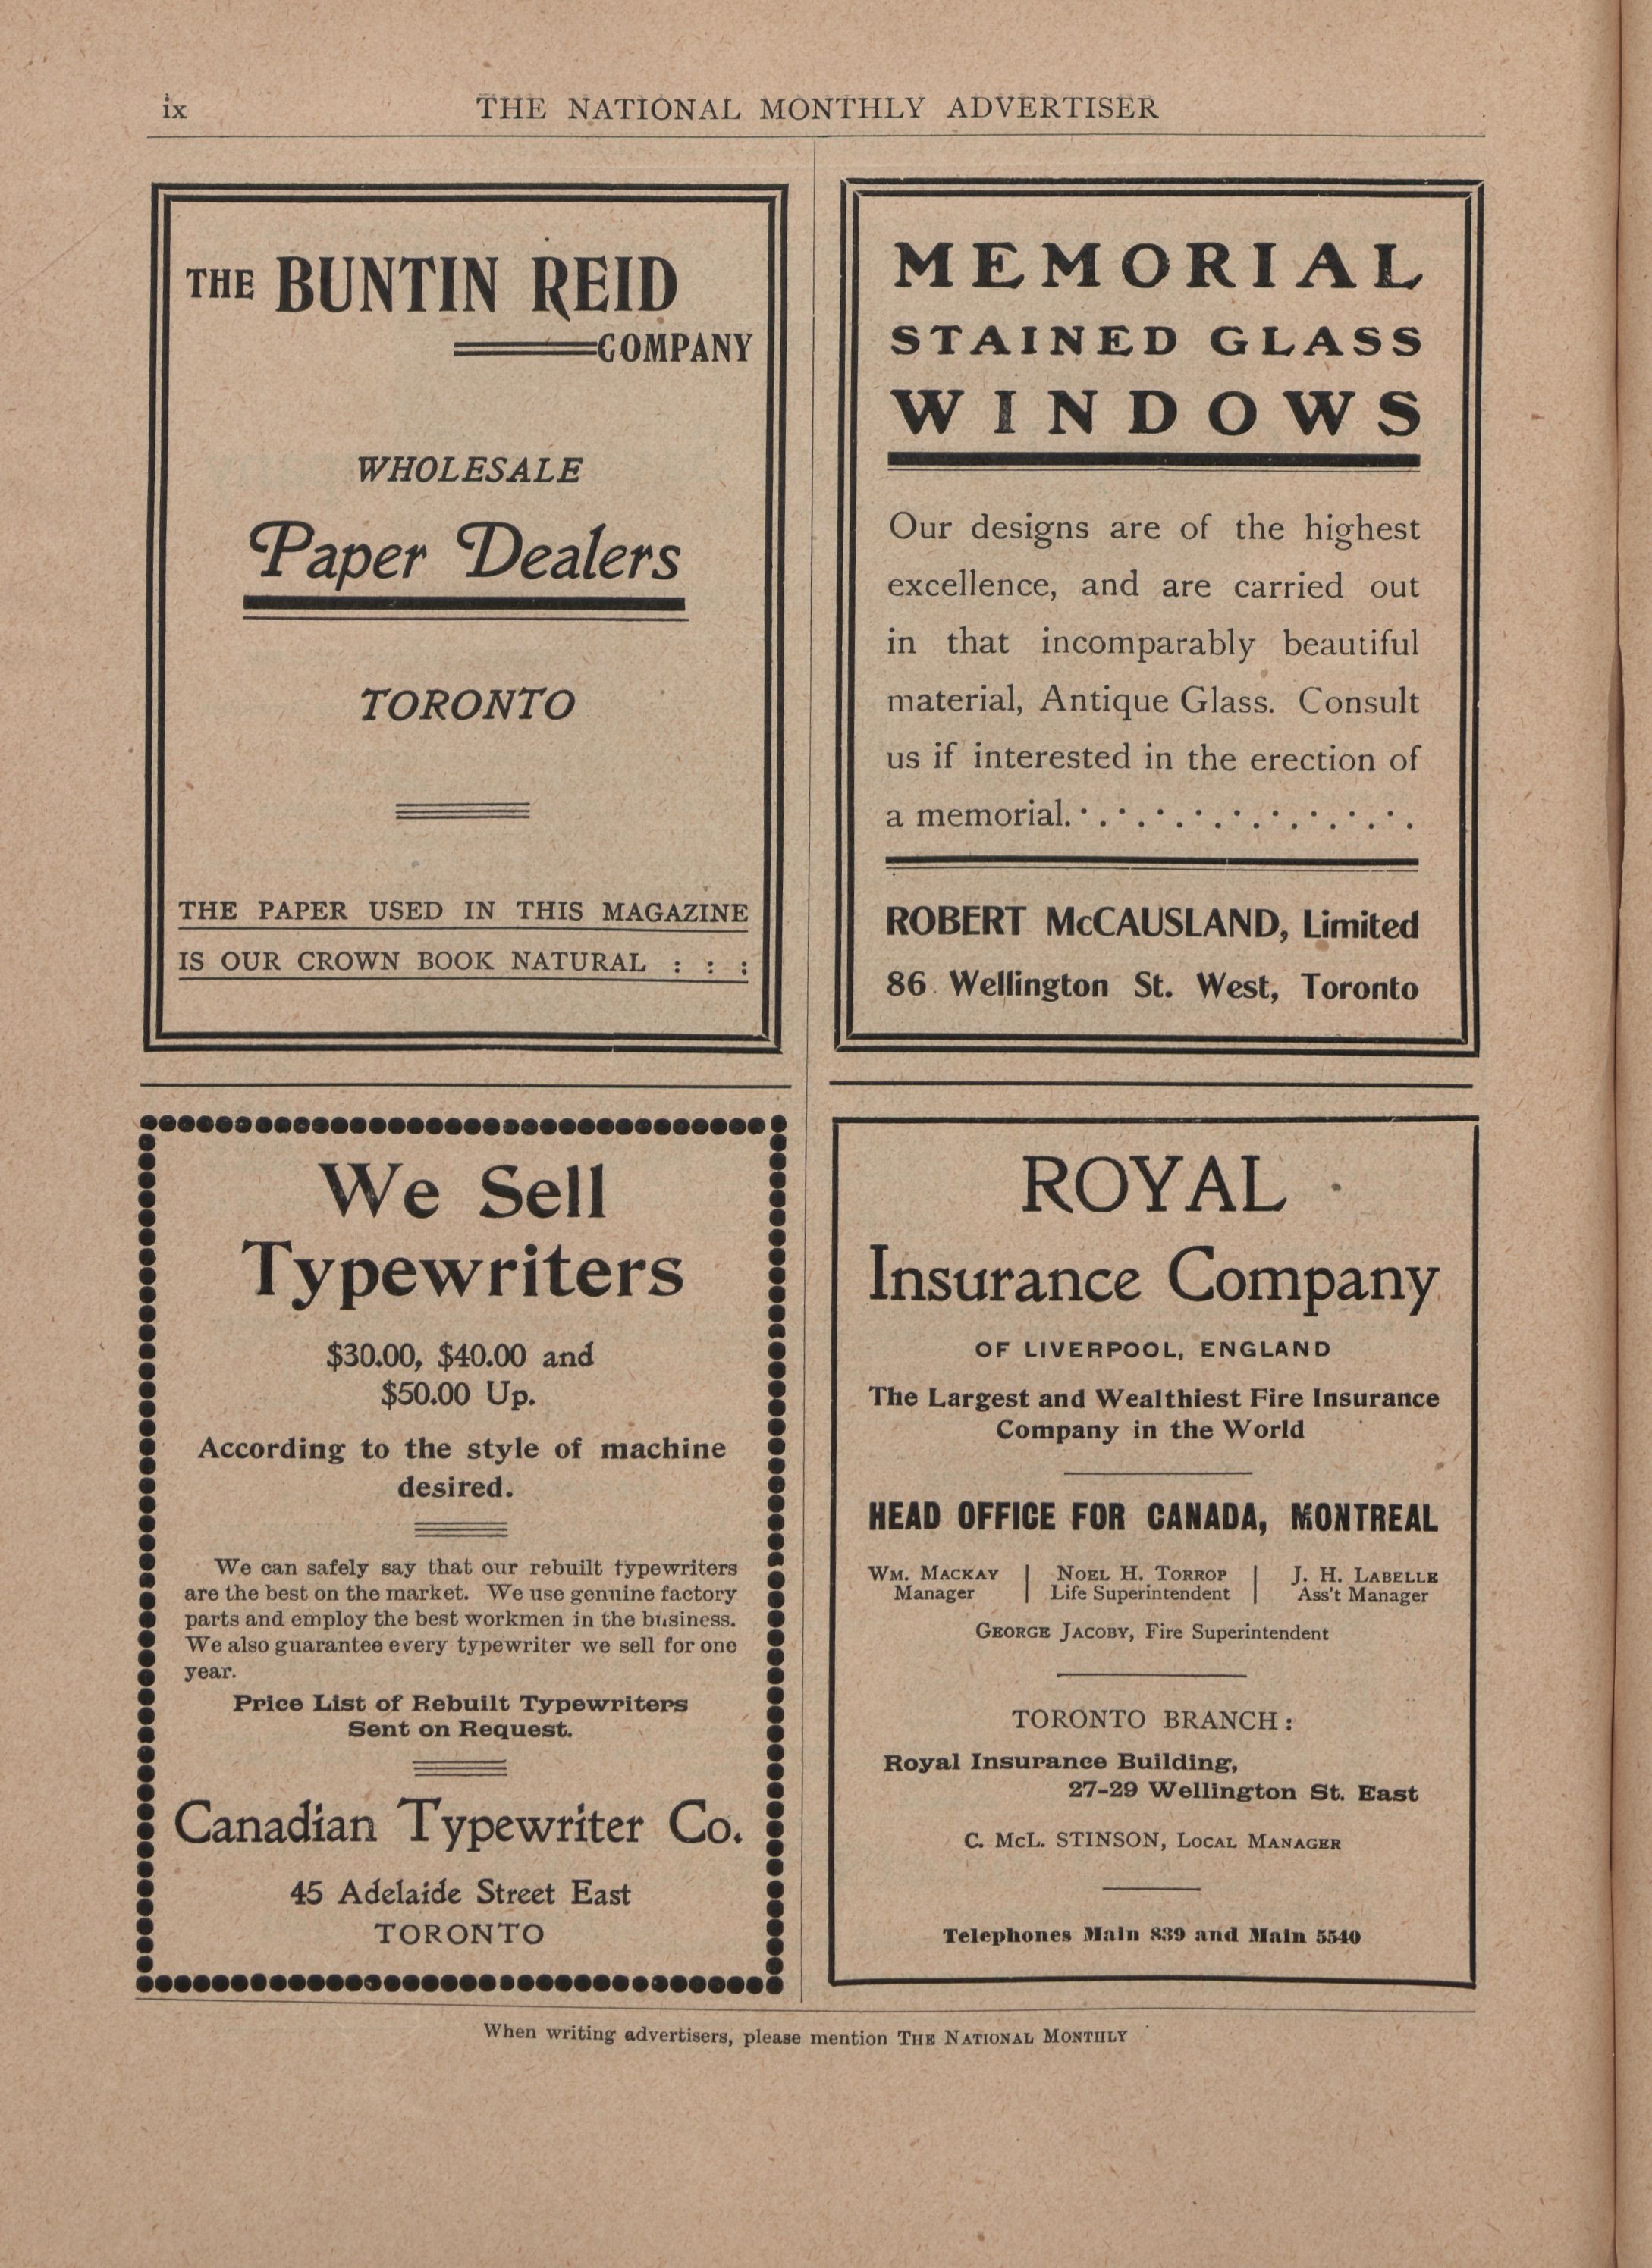 ix
THE NATIONAL MONTHLY ADVERTISER
THE BUNTIN REID
COMPANY
WHOLESALE
Paper Dealers
TORONTO
THE PAPER USED IN THIS MAGAZINE
IS OUR CROWN BOOK NATURAL : : :
MEMORIAL
STAINED GLASS
WINDOWS
Our designs are of the highest
excellence, and are carried out
in that incomparably beautiful
material, Antique Glass. Consult
us if interested in the erection of
a memorial. · . · . · . · . · . · . · . · . · .
ROBERT McCAUSLAND, Limited
86 Wellington St. West, Toronto
We Sell
Typewriters
$30.00, $40.00 and
$50.00 Up.
According to the style of machine
desired.
We can safely say that our rebuilt typewriters
are the best on the market. We use genuine factory
parts and employ the best workmen in the business.
We also guarantee every typewriter we sell for one
year.
Price List of Rebuilt Typewriters
Sent on Request.
Canadian Typewriter Co.
45 Adelaide Street East
TORONTO
ROYAL
Insurance Company
OF LIVERPOOL, ENGLAND
The Largest and Wealthiest Fire Insurance
Company in the World
HEAD OFFICE FOR CANADA, MONTREAL
WM. MACKAY | NOEL H. TORROP | J. H. LABELLE
Manager | Life Superintendent | Ass't Manager
GEORGE JACOBY, Fire Superintendent
TORONTO BRANCH:
Royal Insurance Building,
27-29 Wellington St. East
C. McL. STINSON, LOCAL MANAGER
Telephones Main 839 and Main 5540
When writing advertisers, please mention THE NATIONAL MONTHLY